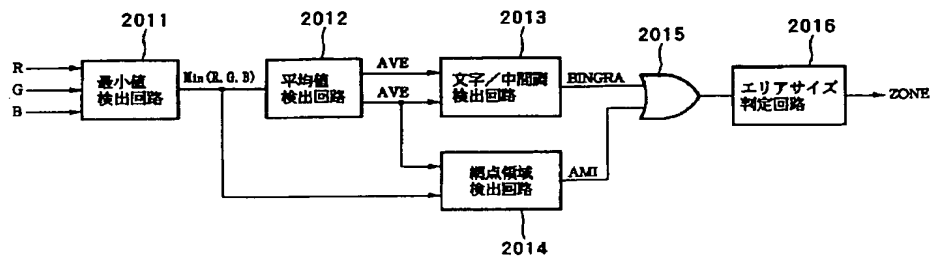 2011
2012
2013
2015
2016
R
G
B
最小値
検出回路
Min(R, G, B)
平均値
検出回路
AVE
AVE
文字/中間調
検出回路
BINGRA
エリアサイズ
判定回路
ZONE
網点領域
検出回路
AMI
2014